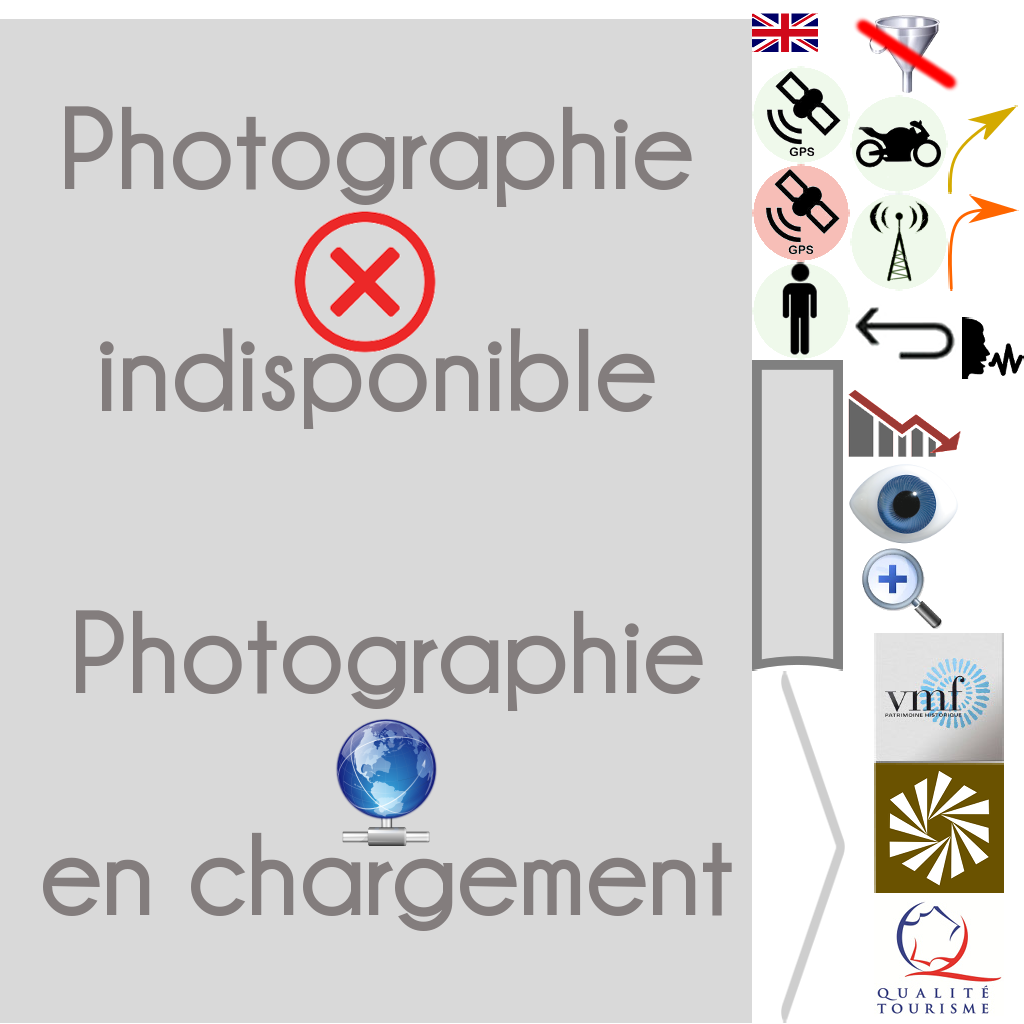 Photographie
indisponible
Photographie
en chargement
GPS
GPS
vmf
PATRIMOINE HISTORIQUE
QUALITÉ
TOURISME